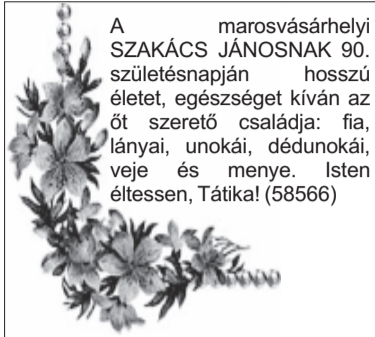 A marosvásárhelyi
SZAKÁCS JÁNOSNAK 90.
születésnapján hosszú
életet, egészséget kíván az
őt szerető családja: fia,
lányai, unokái, dédunokái,
veje és menye. Isten
éltessen, Tátika! (58566)